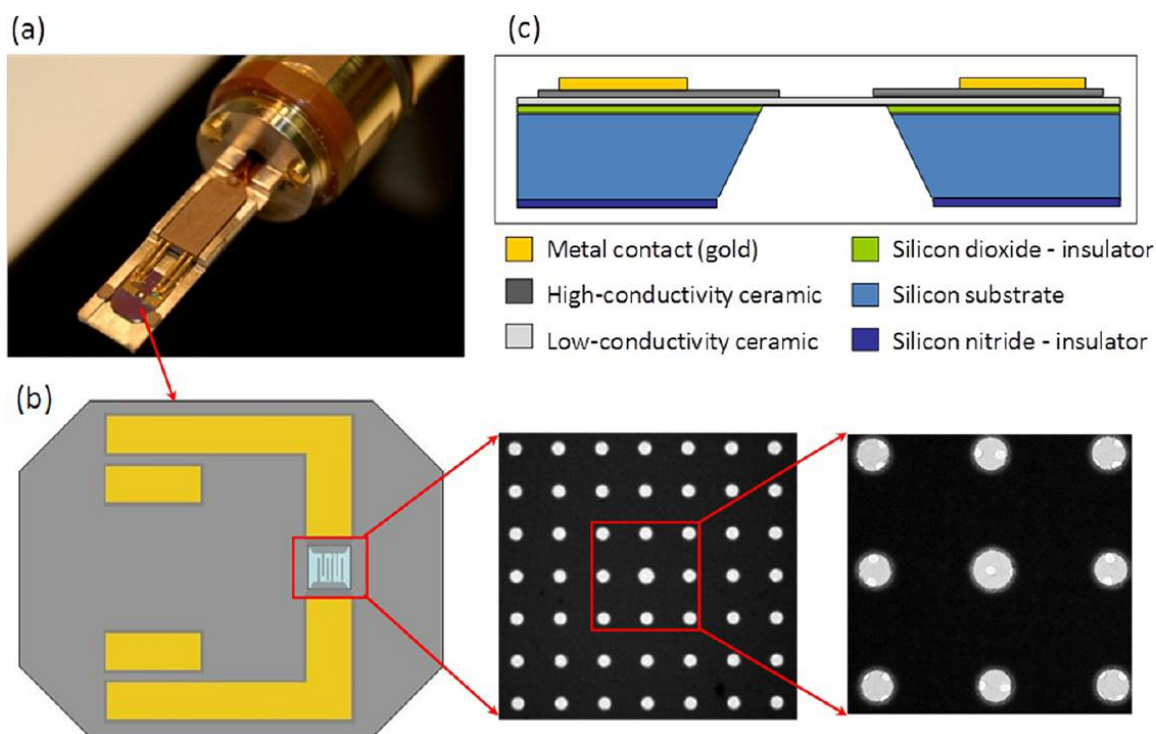 (a)
(c)
Metal contact (gold)
Silicon dioxide - insulator
High-conductivity ceramic
Silicon substrate
Low-conductivity ceramic
Silicon nitride - insulator
(b)